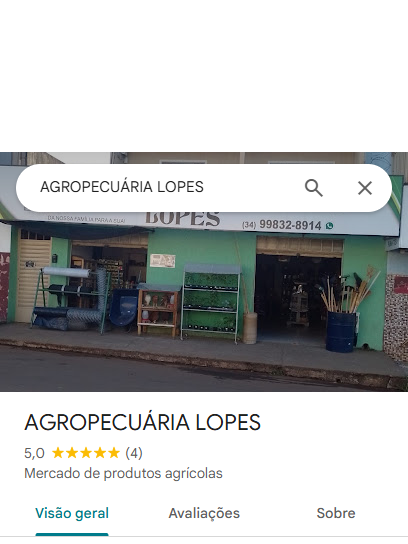 AGROPECUÁRIA LOPES
DA NOSSA FAMÍLIA PARA A SUA!
LOPES
(34) 99832-8914
AGROPECUÁRIA LOPES
5,0 ★★★★★ (4)
Mercado de produtos agrícolas
Visão geral Avaliações Sobre